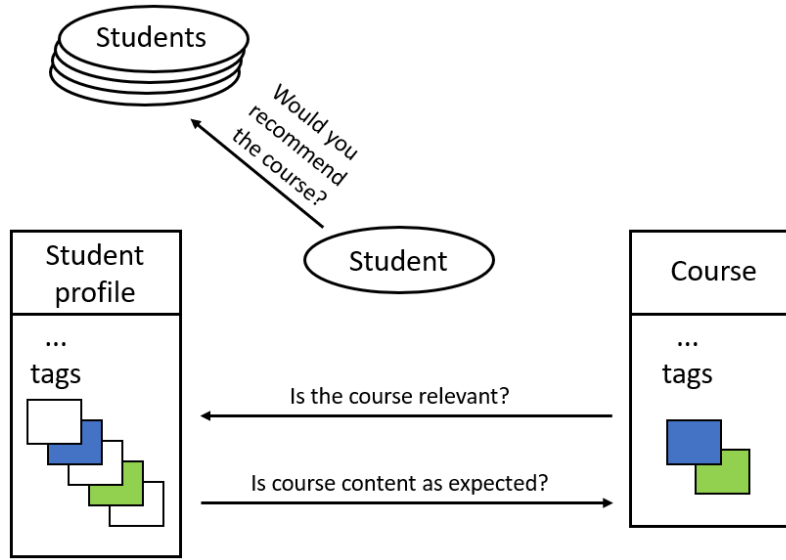 Students
Would you
recommend
the course?
Student
Student
profile
...
tags
Course
...
tags
Is the course relevant?
Is course content as expected?